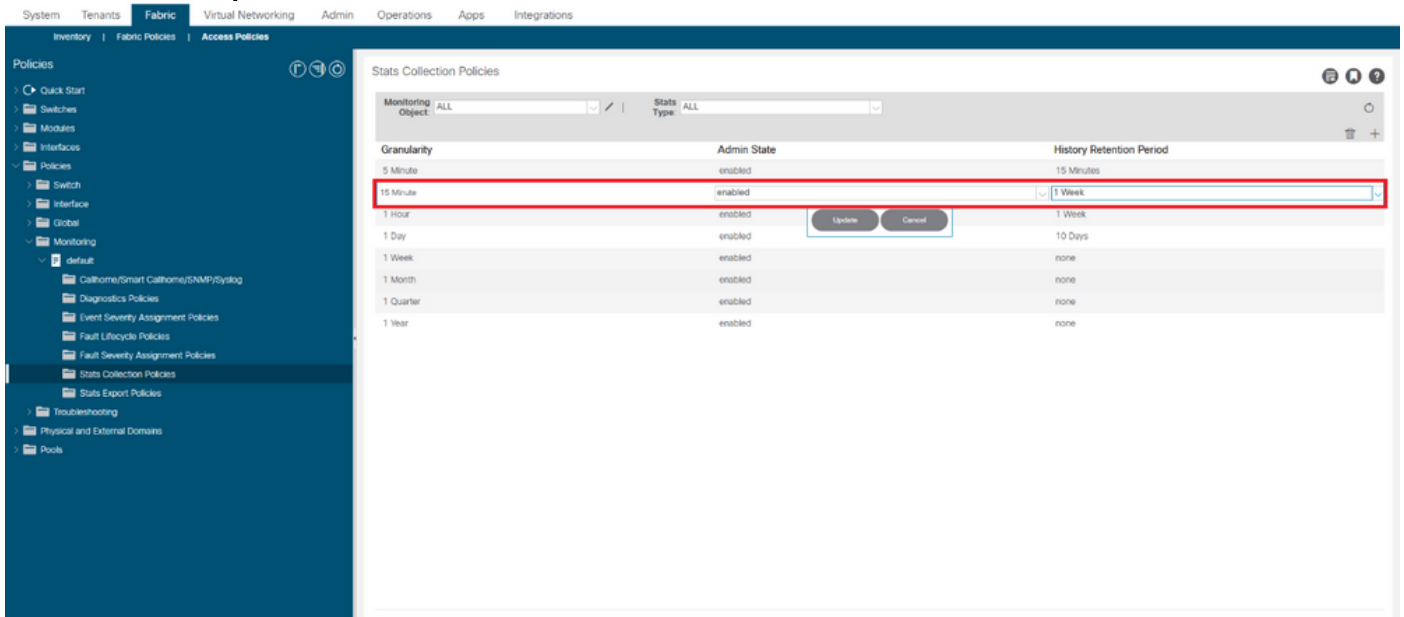 System Tenants Fabric Virtual Networking Admin Operations Apps Integrations
Inventory | Fabric Policies | Access Policies
Policies
Quick Start
Switches
Modules
Interfaces
Policies
Switch
Interface
Global
Monitoring
default
Callhome/Smart Callhome/SNMP/Syslog
Diagnostics Policies
Event Severity Assignment Policies
Fault Lifecycle Policies
Fault Severity Assignment Policies
Stats Collection Policies
Stats Export Policies
Troubleshooting
Physical and External Domains
Pools
Stats Collection Policies
Monitoring Object: ALL Stats Type: ALL
Granularity Admin State History Retention Period
5 Minute enabled 15 Minutes
15 Minute enabled 1 Week
1 Hour enabled 1 Week
Update Cancel
1 Day enabled 10 Days
1 Week enabled none
1 Month enabled none
1 Quarter enabled none
1 Year enabled none